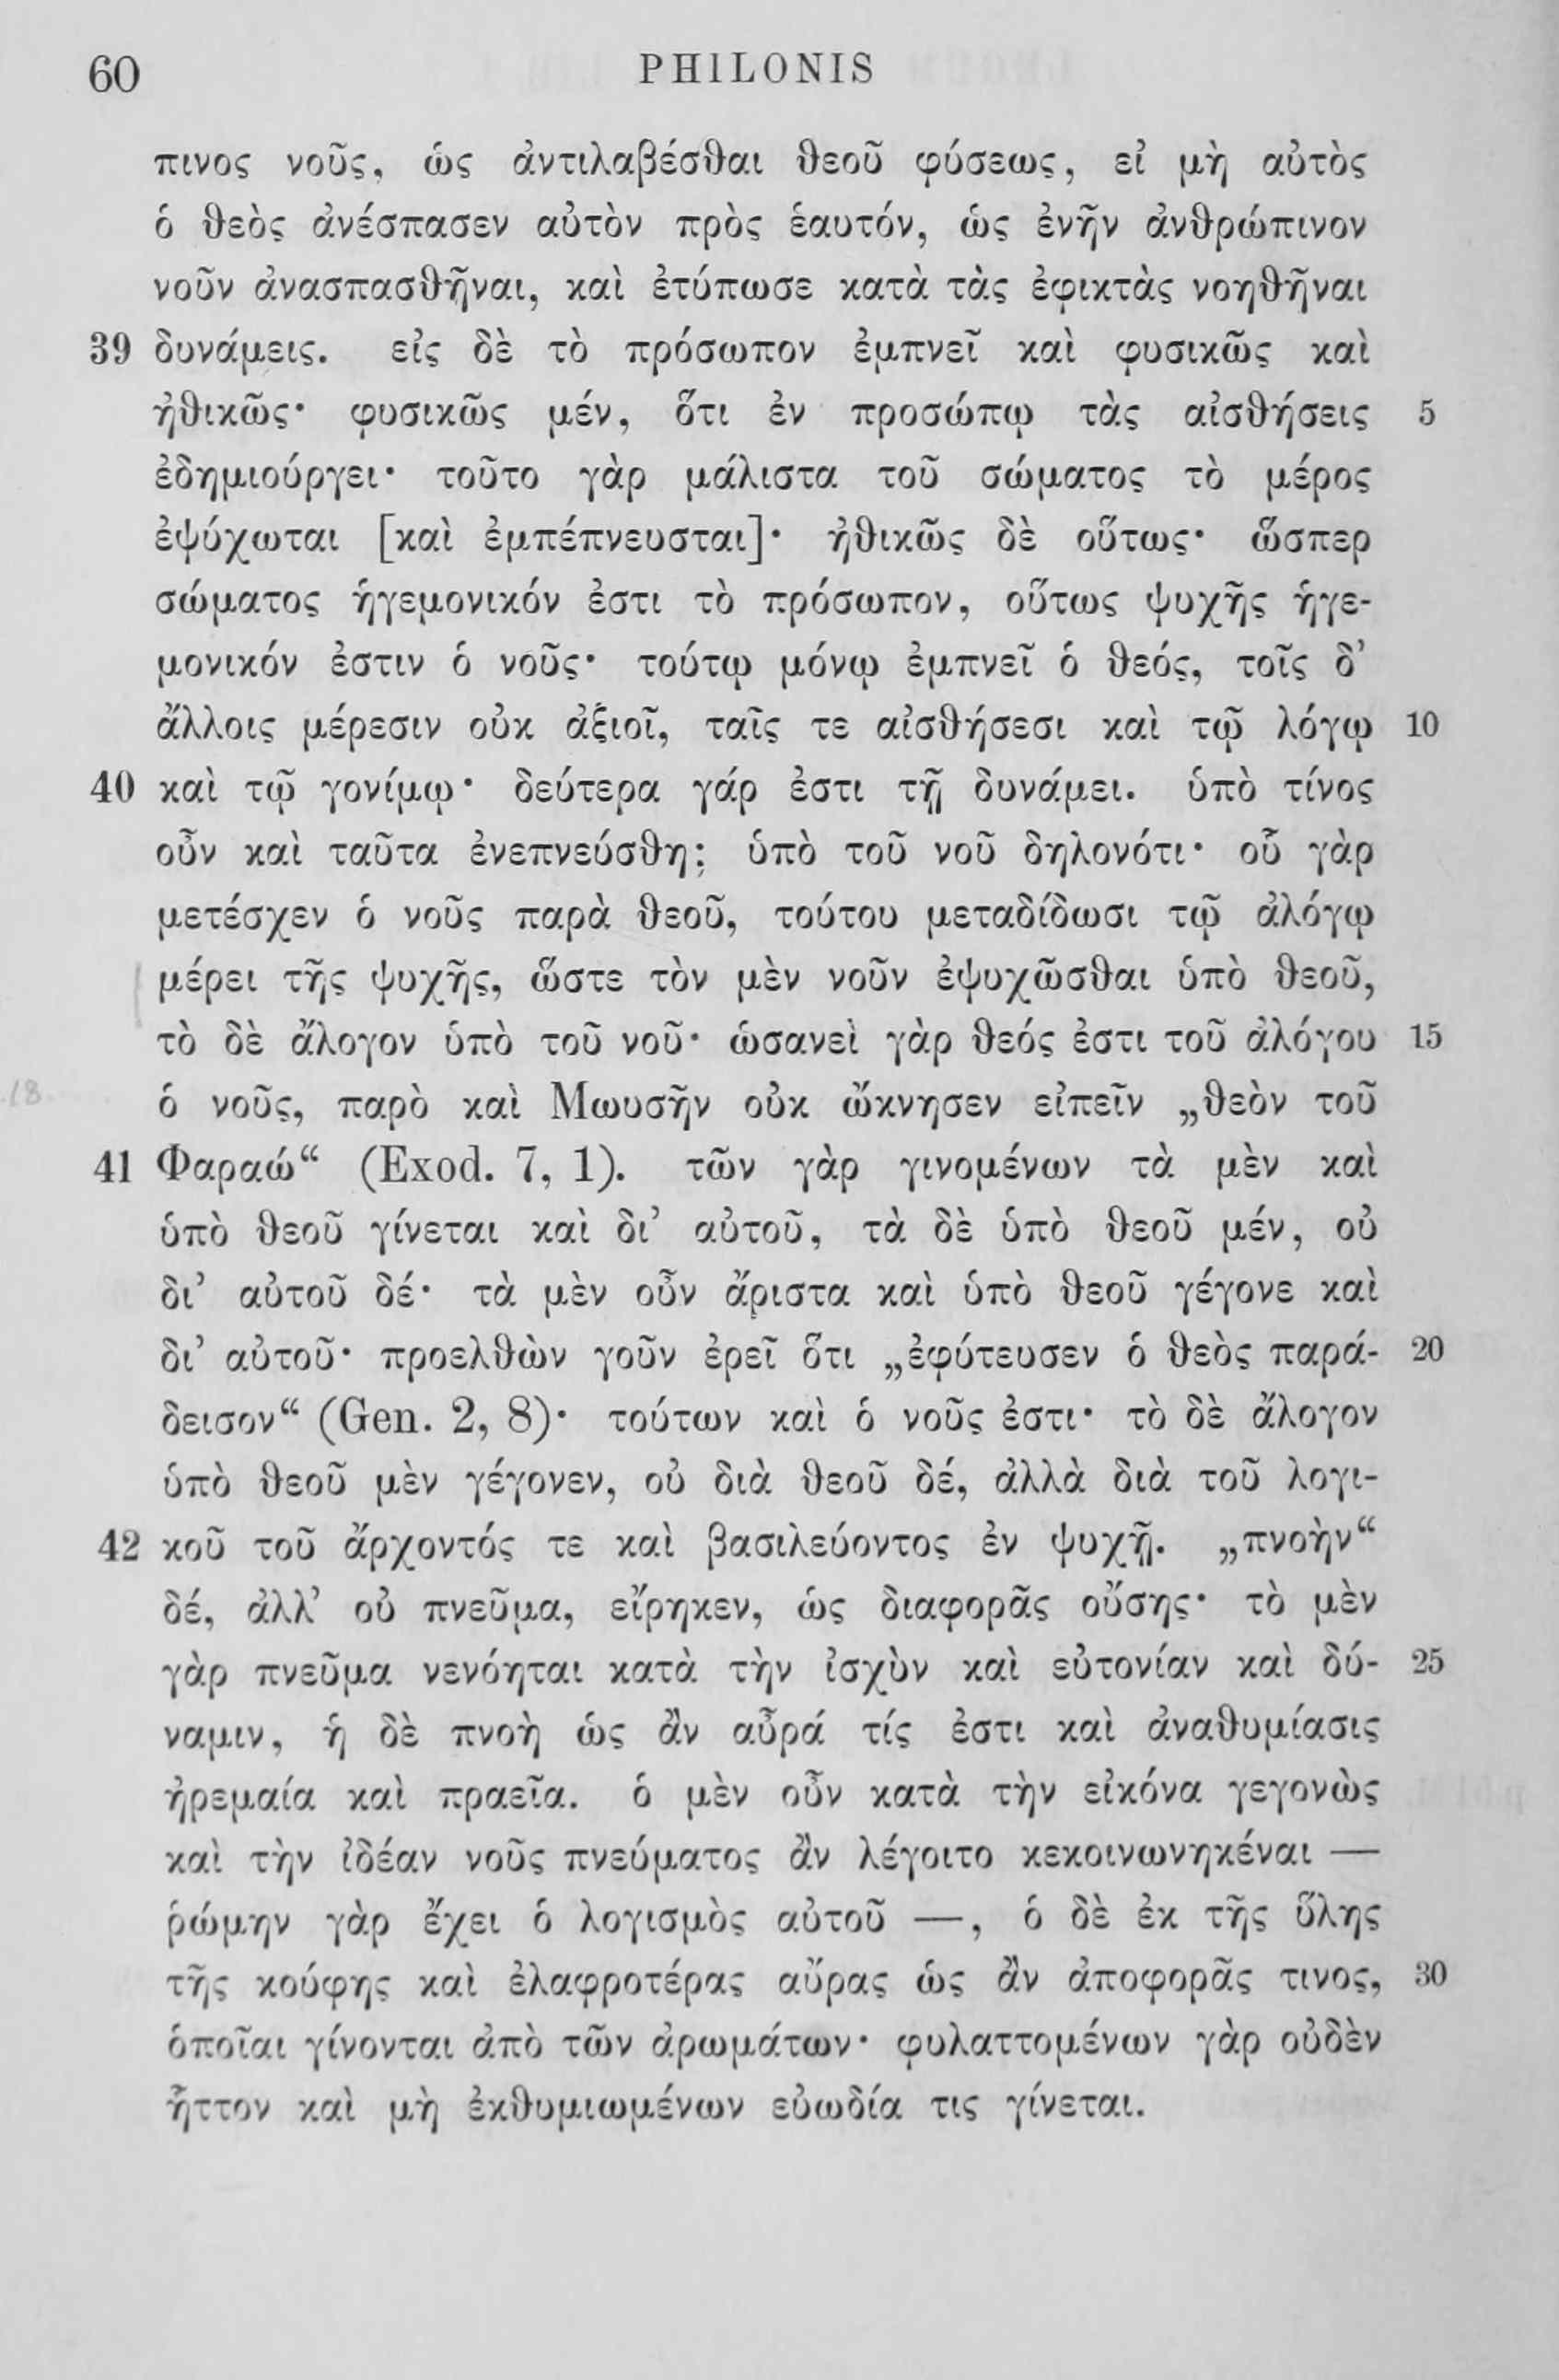 60 PHILONIS
πινος νοῦς, ὡς ἀντιλαβέσθαι θεοῦ φύσεως, εἰ μὴ αὐτὸς
ὁ θεὸς ἀνέσπασεν αὐτὸν πρὸς ἑαυτόν, ὡς ἐνῆν ἀνθρώπινον
νοῦν ἀνασπασθῆναι, καὶ ἐτύπωσε κατὰ τὰς ἐφικτὰς νοηθῆναι
39 δυνάμεις. εἰς δὲ τὸ πρόσωπον ἐμπνεῖ καὶ φυσικῶς καὶ
ἠθικῶς· φυσικῶς μέν, ὅτι ἐν προσώπῳ τὰς αἰσθήσεις 5
ἐδημιούργει· τοῦτο γὰρ μάλιστα τοῦ σώματος τὸ μέρος
ἐψύχωται [καὶ ἐμπέπνευσται]· ἠθικῶς δὲ οὕτως· ὥσπερ
σώματος ἡγεμονικόν ἐστι τὸ πρόσωπον, οὕτως ψυχῆς ἡγε-
μονικόν ἐστιν ὁ νοῦς· τούτῳ μόνῳ ἐμπνεῖ ὁ θεός, τοῖς δ’
ἄλλοις μέρεσιν οὐκ ἀξιοῖ, ταῖς τε αἰσθήσεσι καὶ τῷ λόγῳ 10
40 καὶ τῷ γονίμῳ· δεύτερα γάρ ἐστι τῇ δυνάμει. ὑπὸ τίνος
οὖν καὶ ταῦτα ἐνεπνεύσθη; ὑπὸ τοῦ νοῦ δηλονότι· οὗ γὰρ
μετέσχεν ὁ νοῦς παρὰ θεοῦ, τούτου μεταδίδωσι τῷ ἀλόγῳ
μέρει τῆς ψυχῆς, ὥστε τὸν μὲν νοῦν ἐψυχῶσθαι ὑπὸ θεοῦ,
τὸ δὲ ἄλογον ὑπὸ τοῦ νοῦ· ὡσανεὶ γὰρ θεός ἐστι τοῦ ἀλόγου 15
ὁ νοῦς, παρὸ καὶ Μωυσῆν οὐκ ὤκνησεν εἰπεῖν „θεὸν τοῦ
41 Φαραώ“ (Exod. 7, 1). τῶν γὰρ γινομένων τὰ μὲν καὶ
ὑπὸ θεοῦ γίνεται καὶ δι’ αὐτοῦ, τὰ δὲ ὑπὸ θεοῦ μέν, οὐ
δι’ αὐτοῦ δέ· τὰ μὲν οὖν ἄριστα καὶ ὑπὸ θεοῦ γέγονε καὶ
δι’ αὐτοῦ· προελθὼν γοῦν ἐρεῖ ὅτι „ἐφύτευσεν ὁ θεὸς παρά- 20
δεισον“ (Gen. 2, 8)· τούτων καὶ ὁ νοῦς ἐστι· τὸ δὲ ἄλογον
ὑπὸ θεοῦ μὲν γέγονεν, οὐ διὰ θεοῦ δέ, ἀλλὰ διὰ τοῦ λογι-
42 κοῦ τοῦ ἄρχοντός τε καὶ βασιλεύοντος ἐν ψυχῇ. „πνοὴν“
δέ, ἀλλ’ οὐ πνεῦμα, εἴρηκεν, ὡς διαφορᾶς οὔσης· τὸ μὲν
γὰρ πνεῦμα νενόηται κατὰ τὴν ἰσχὺν καὶ εὐτονίαν καὶ δύ- 25
ναμιν, ἡ δὲ πνοὴ ὡς ἂν αὖρά τίς ἐστι καὶ ἀναθυμίασις
ἠρεμαία καὶ πραεῖα. ὁ μὲν οὖν κατὰ τὴν εἰκόνα γεγονὼς
καὶ τὴν ἰδέαν νοῦς πνεύματος ἂν λέγοιτο κεκοινωνηκέναι —
ῥώμην γὰρ ἔχει ὁ λογισμὸς αὐτοῦ —, ὁ δὲ ἐκ τῆς ὕλης
τῆς κούφης καὶ ἐλαφροτέρας αὔρας ὡς ἂν ἀποφορᾶς τινος, 30
ὁποῖαι γίνονται ἀπὸ τῶν ἀρωμάτων· φυλαττομένων γὰρ οὐδὲν
ἧττον καὶ μὴ ἐκθυμιωμένων εὐωδία τις γίνεται.